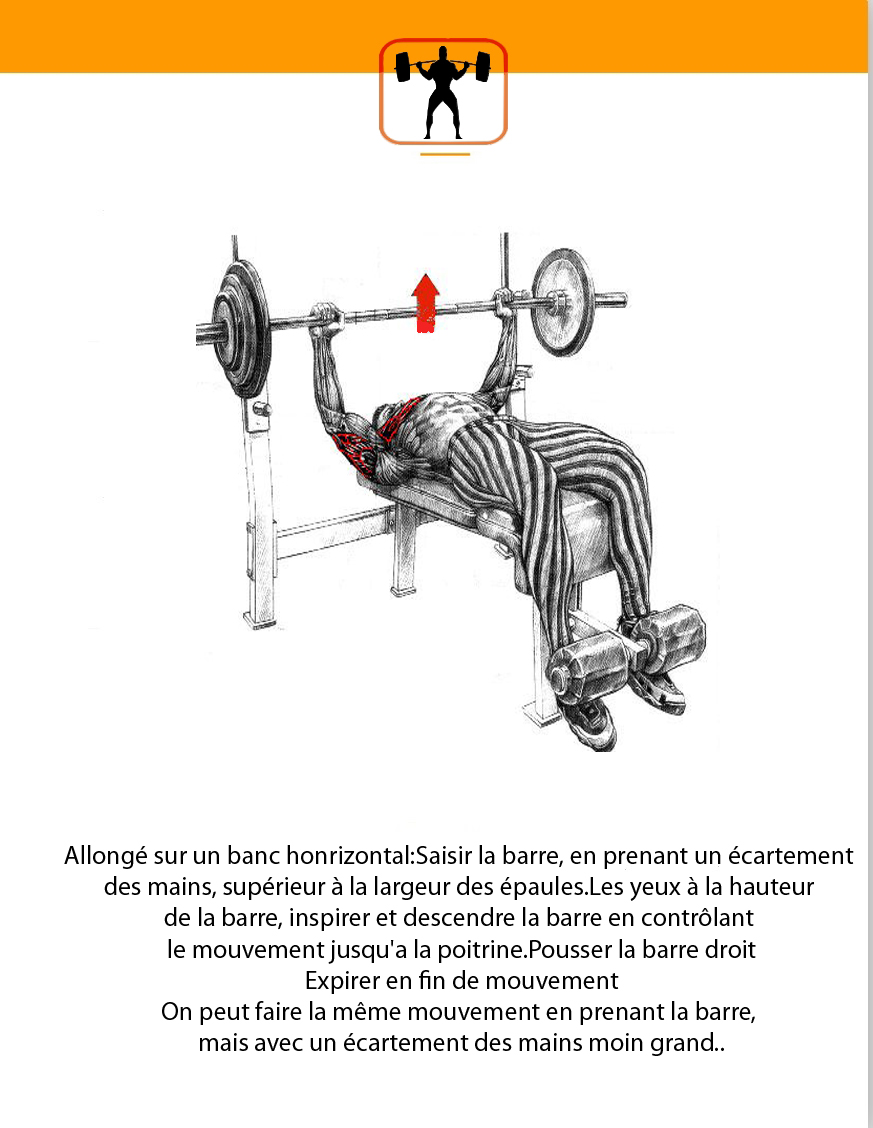 Allongé sur un banc honrizontal:Saisir la barre, en prenant un écartement
des mains, supérieur à la largeur des épaules.Les yeux à la hauteur
de la barre, inspirer et descendre la barre en contrôlant
le mouvement jusqu'a la poitrine.Pousser la barre droit
Expirer en fin de mouvement
On peut faire la même mouvement en prenant la barre,
mais avec un écartement des mains moin grand..